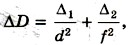 ΔD = Δ₁/d² + Δ₂/f²,